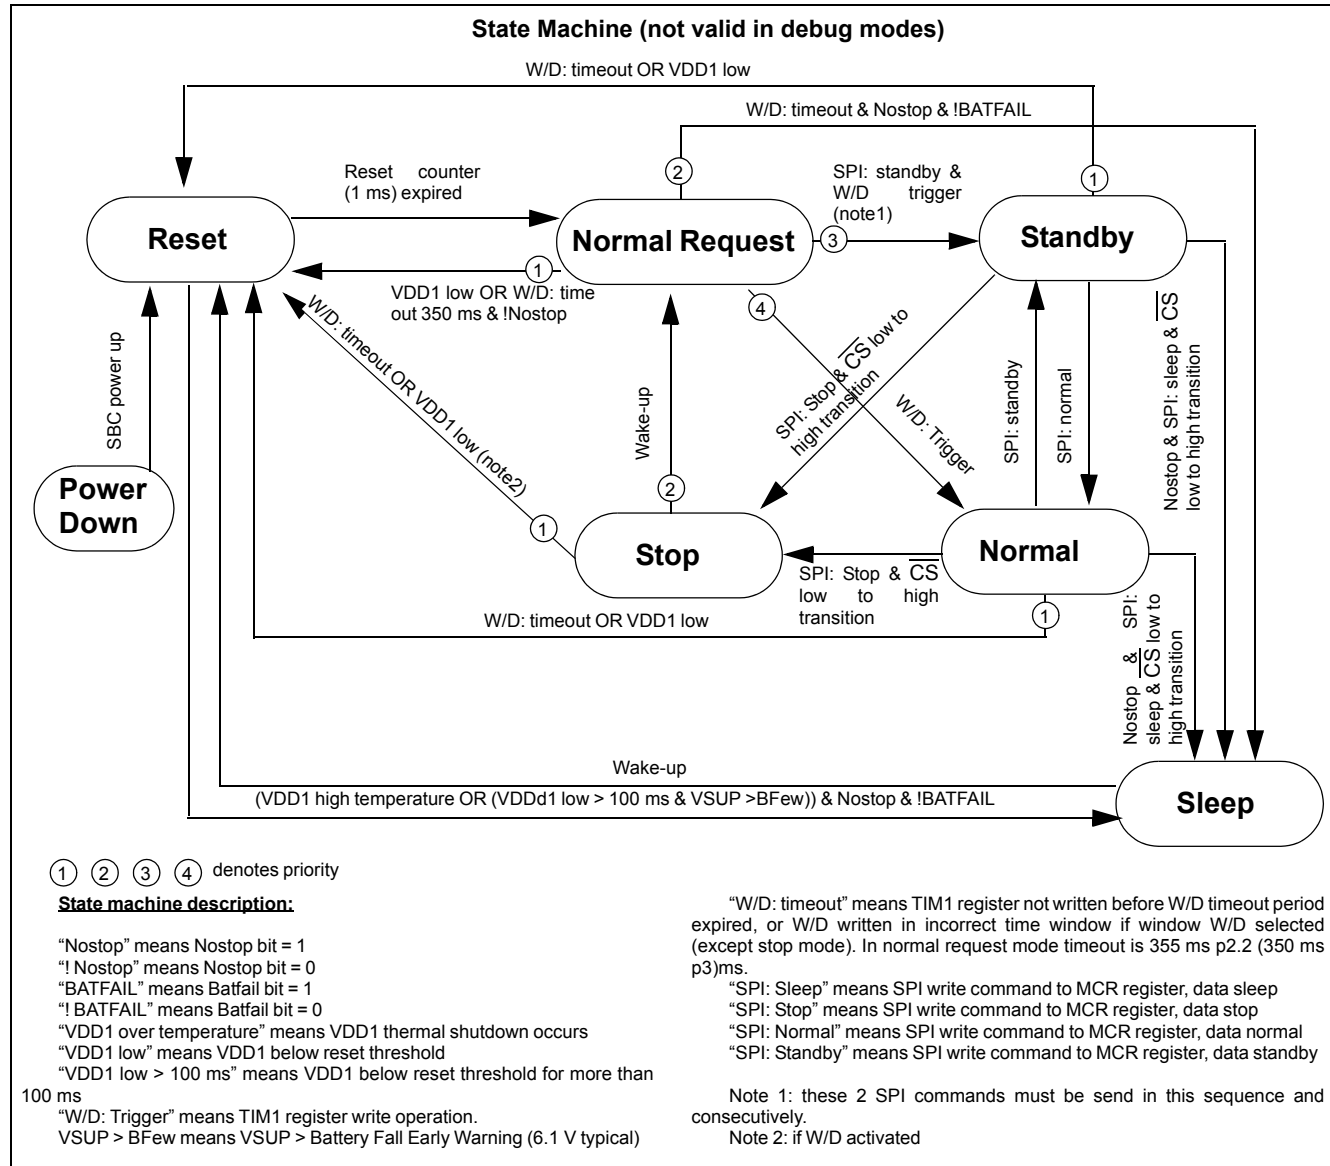 State Machine (not valid in debug modes)
W/D: timeout OR VDD1 low
W/D: timeout & Nostop & !BATFAIL
2
1
Reset counter
(1 ms) expired
SPI: standby &
W/D trigger
(note1)
Reset
Normal Request
3
Standby
1
VDD1 low OR W/D: time
out 350 ms & !Nostop
4
W/D: timeout OR VDD1 low (note2)
SPI: Stop & CS low to
high transition
W/D: Trigger
SBC power up
Wake-up
SPI: standby
SPI: normal
Nostop & SPI: sleep & CS
low to high transition
Power
Down
2
1
Stop
Normal
SPI: Stop & CS
low to high
transition
1
W/D: timeout OR VDD1 low
Nostop & SPI:
sleep & CS low to
high transition
Wake-up
(VDD1 high temperature OR (VDDd1 low > 100 ms & VSUP >BFew)) & Nostop & !BATFAIL
Sleep
1 2 3 4 denotes priority
State machine description:
“Nostop” means Nostop bit = 1
“! Nostop” means Nostop bit = 0
“BATFAIL” means Batfail bit = 1
“! BATFAIL” means Batfail bit = 0
“VDD1 over temperature” means VDD1 thermal shutdown occurs
“VDD1 low” means VDD1 below reset threshold
“VDD1 low > 100 ms” means VDD1 below reset threshold for more than
100 ms
“W/D: Trigger” means TIM1 register write operation.
VSUP > BFew means VSUP > Battery Fall Early Warning (6.1 V typical)
“W/D: timeout” means TIM1 register not written before W/D timeout period
expired, or W/D written in incorrect time window if window W/D selected
(except stop mode). In normal request mode timeout is 355 ms p2.2 (350 ms
p3)ms.
“SPI: Sleep” means SPI write command to MCR register, data sleep
“SPI: Stop” means SPI write command to MCR register, data stop
“SPI: Normal” means SPI write command to MCR register, data normal
“SPI: Standby” means SPI write command to MCR register, data standby
Note 1: these 2 SPI commands must be send in this sequence and
consecutively.
Note 2: if W/D activated